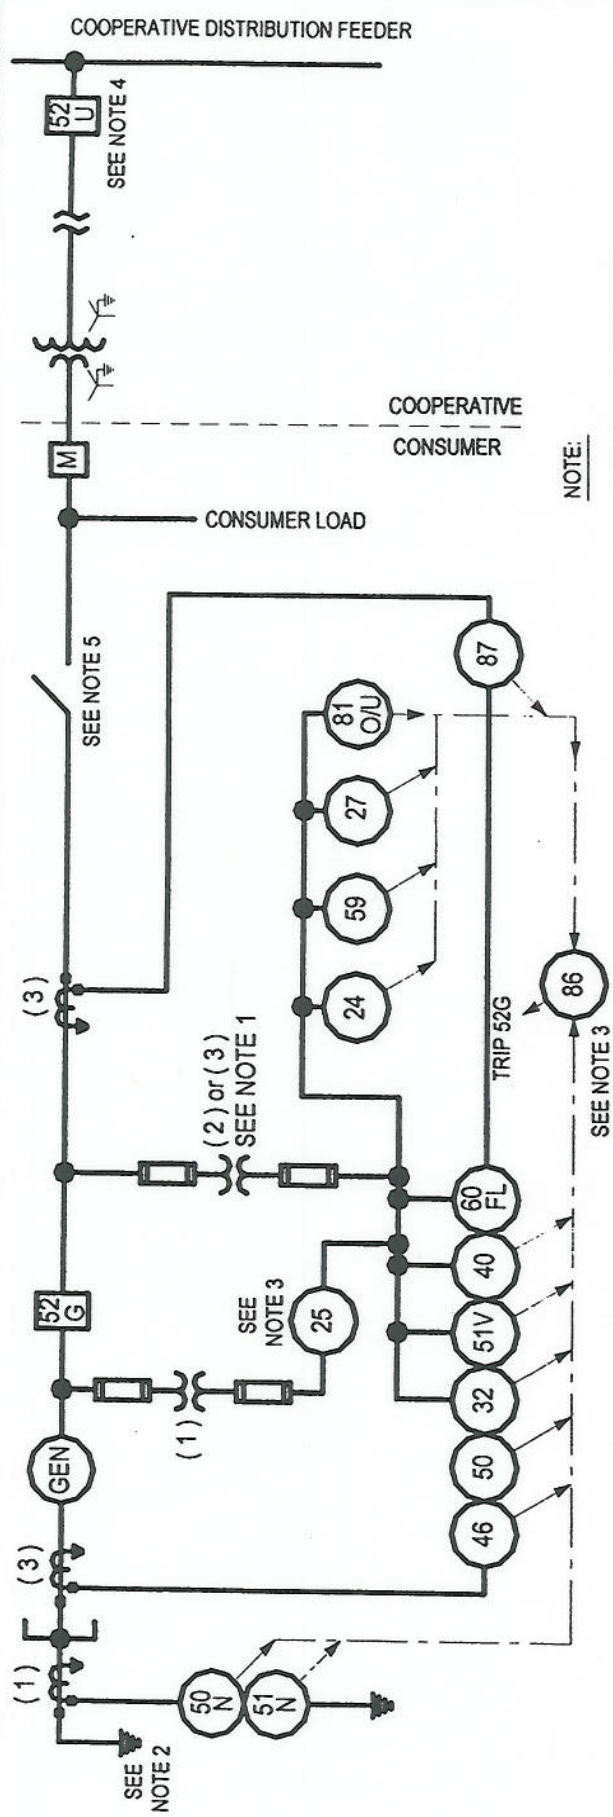 COOPERATIVE DISTRIBUTION FEEDER
52
U
SEE NOTE 4
COOPERATIVE
CONSUMER
M
CONSUMER LOAD
NOTE:
SEE NOTE 5
87
81
O/U
27
59
24
(3)
TRIP 52G
86
SEE NOTE 3
(2) or (3)
SEE NOTE 1
60
FL
52
G
SEE
NOTE 3
25
40
51V
(1)
32
GEN
50
46
(3)
(1)
50
N
51
N
SEE
NOTE 2